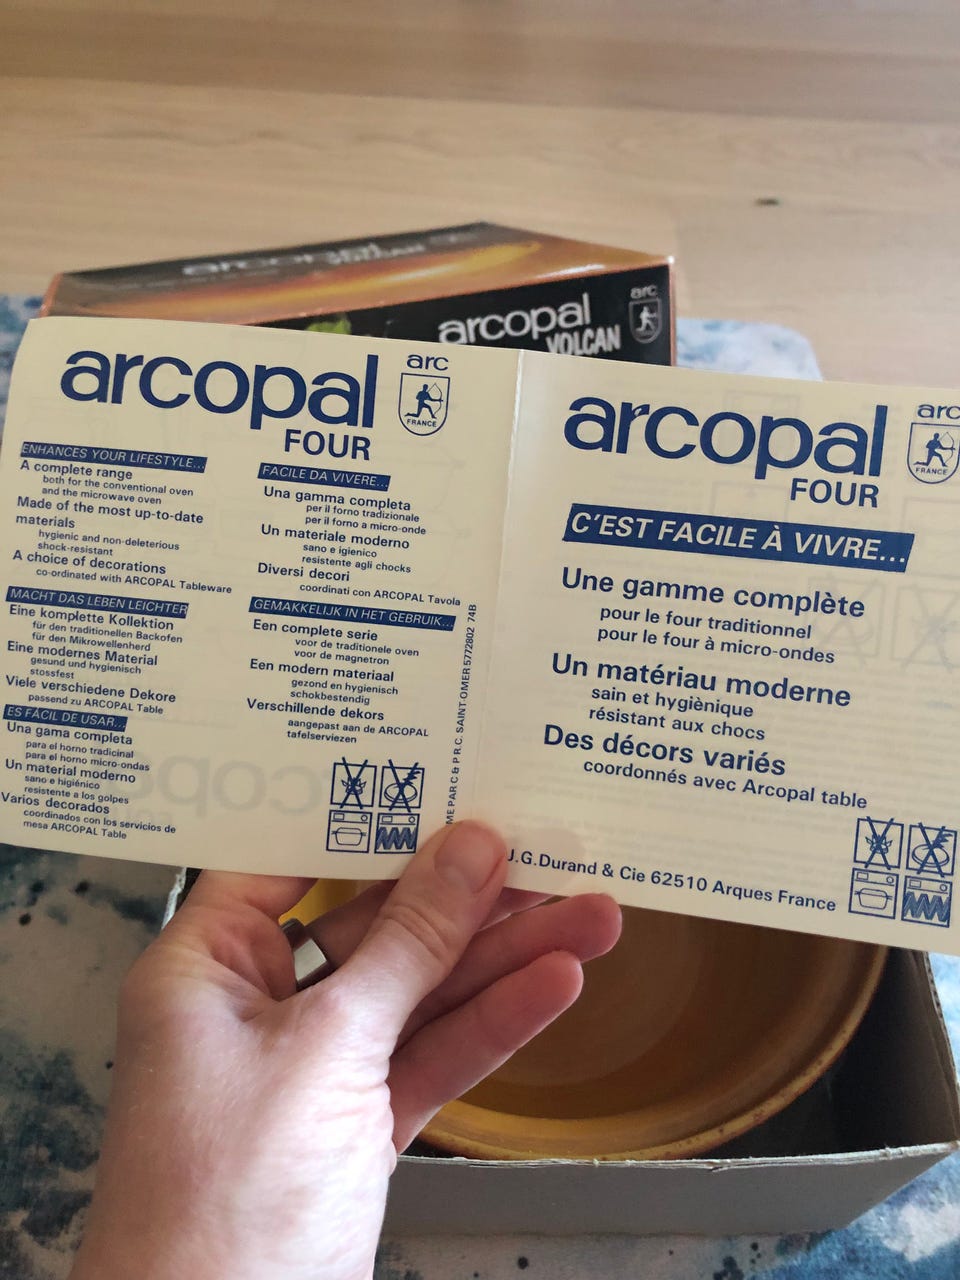 arcopal
VOLCAN
arc
arcopal
VOLCAN
arcopal
FOUR
arc
FRANCE
ENHANCES YOUR LIFESTYLE...
A complete range
both for the conventional oven
and the microwave oven
Made of the most up-to-date
materials
hygienic and non-deleterious
shock-resistant
A choice of decorations
co-ordinated with ARCOPAL Tableware
MACHT DAS LEBEN LEICHTER
Eine komplette Kollektion
für den traditionellen Backofen
für den Mikrowellenherd
Eine modernes Material
gesund und hygienisch
stossfest
Viele verschiedene Dekore
passend zu ARCOPAL Table
ES FÁCIL DE USAR...
Una gama completa
para el horno tradicinal
para el horno micro-ondas
Un material moderno
sano e higiénico
resistente a los golpes
Varios decorados
coordinados con los servicios de
mesa ARCOPAL Table
FACILE DA VIVERE...
Una gamma completa
per il forno tradizionale
per il forno a micro-onde
Un materiale moderno
sano e igienico
resistente agli chocks
Diversi decori
coordinati con ARCOPAL Tavola
GEMAKKELIJK IN HET GEBRUIK...
Een complete serie
voor de traditionele oven
voor de magnetron
Een modern materiaal
gezond en hygienisch
schokbestendig
Verschillende dekors
aangepast aan de ARCOPAL
tafelserviezen
ME PAR C & P R.C. SAINT-OMER 5772802 74B
arcopal
FOUR
arc
FRANCE
C'EST FACILE À VIVRE...
Une gamme complète
pour le four traditionnel
pour le four à micro-ondes
Un matériau moderne
sain et hygiènique
résistant aux chocs
Des décors variés
coordonnés avec Arcopal table
J.G.Durand & Cie 62510 Arques France